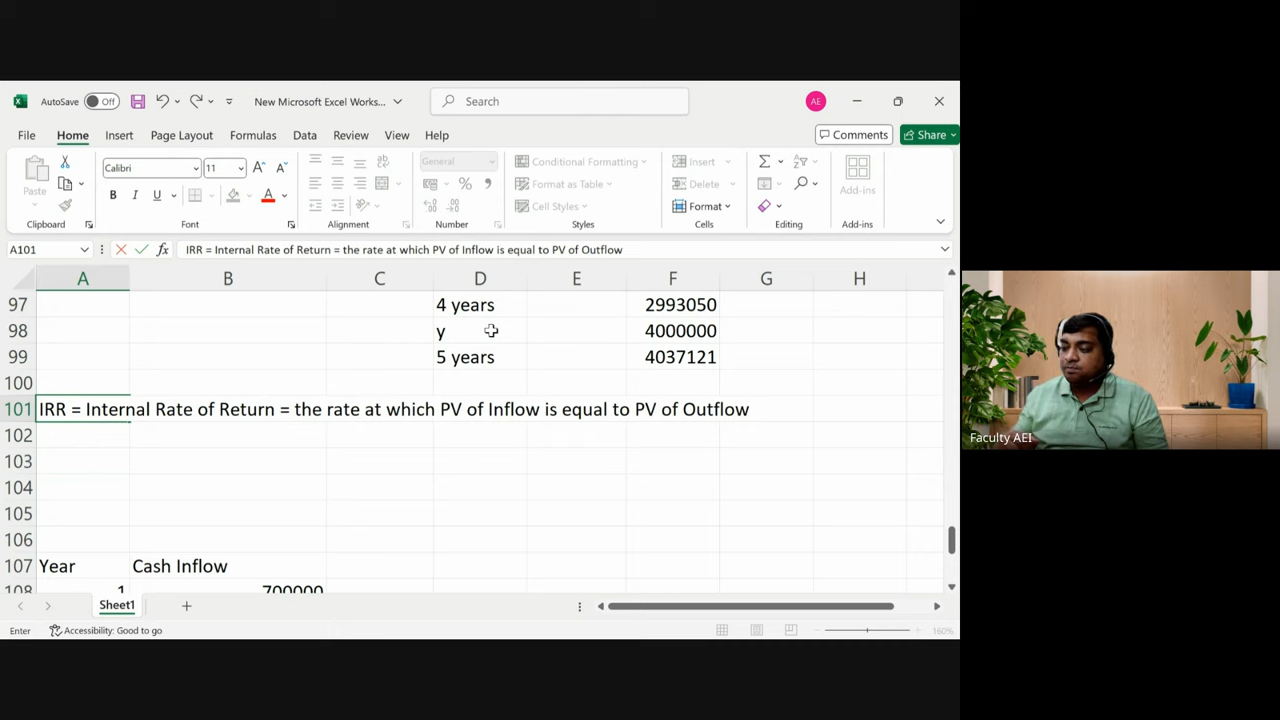 AutoSave Off New Microsoft Excel Works... Search AE
File Home Insert Page Layout Formulas Data Review View Help Comments Share
Paste Calibri 11 A A General Conditional Formatting Insert Σ
B I U A % Format as Table Delete Add-ins
Cell Styles Format
Clipboard Font Alignment Number Styles Cells Editing Add-ins
A101 fx IRR = Internal Rate of Return = the rate at which PV of Inflow is equal to PV of Outflow
A B C D E F G H
97 4 years 2993050
98 y 4000000
99 5 years 4037121
100
101 IRR = Internal Rate of Return = the rate at which PV of Inflow is equal to PV of Outflow
102
103
104
105
106
107 Year Cash Inflow
108 1 700000
Sheet1
Enter Accessibility: Good to go 160%
Faculty AEI